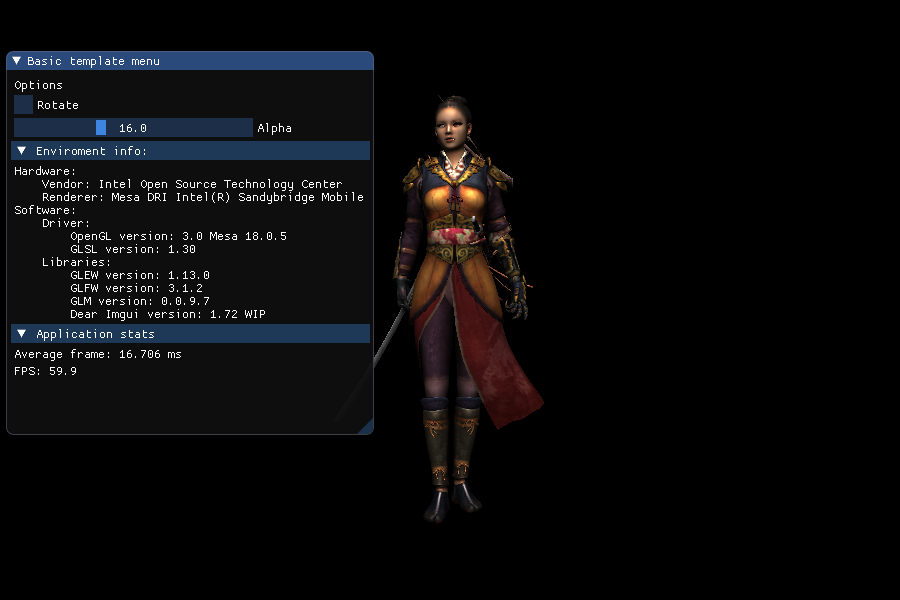 Basic template menu
Options
Rotate
16.0 Alpha
Enviroment info:
Hardware:
Vendor: Intel Open Source Technology Center
Renderer: Mesa DRI Intel(R) Sandybridge Mobile
Software:
Driver:
OpenGL version: 3.0 Mesa 18.0.5
GLSL version: 1.30
Libraries:
GLEW version: 1.13.0
GLFW version: 3.1.2
GLM version: 0.0.9.7
Dear Imgui version: 1.72 WIP
Application stats
Average frame: 16.706 ms
FPS: 59.9